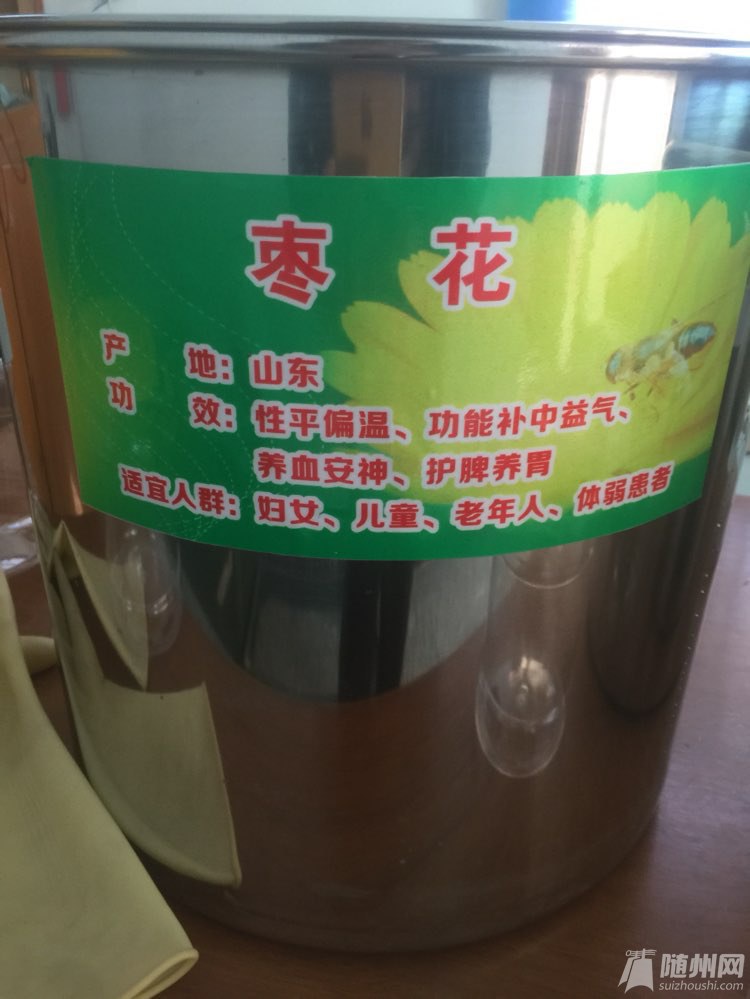 枣花
产地：山东
功效：性平偏温、功能补中益气、
养血安神、护脾养胃
适宜人群：妇女、儿童、老年人、体弱患者
随州网
suizhoushi.com